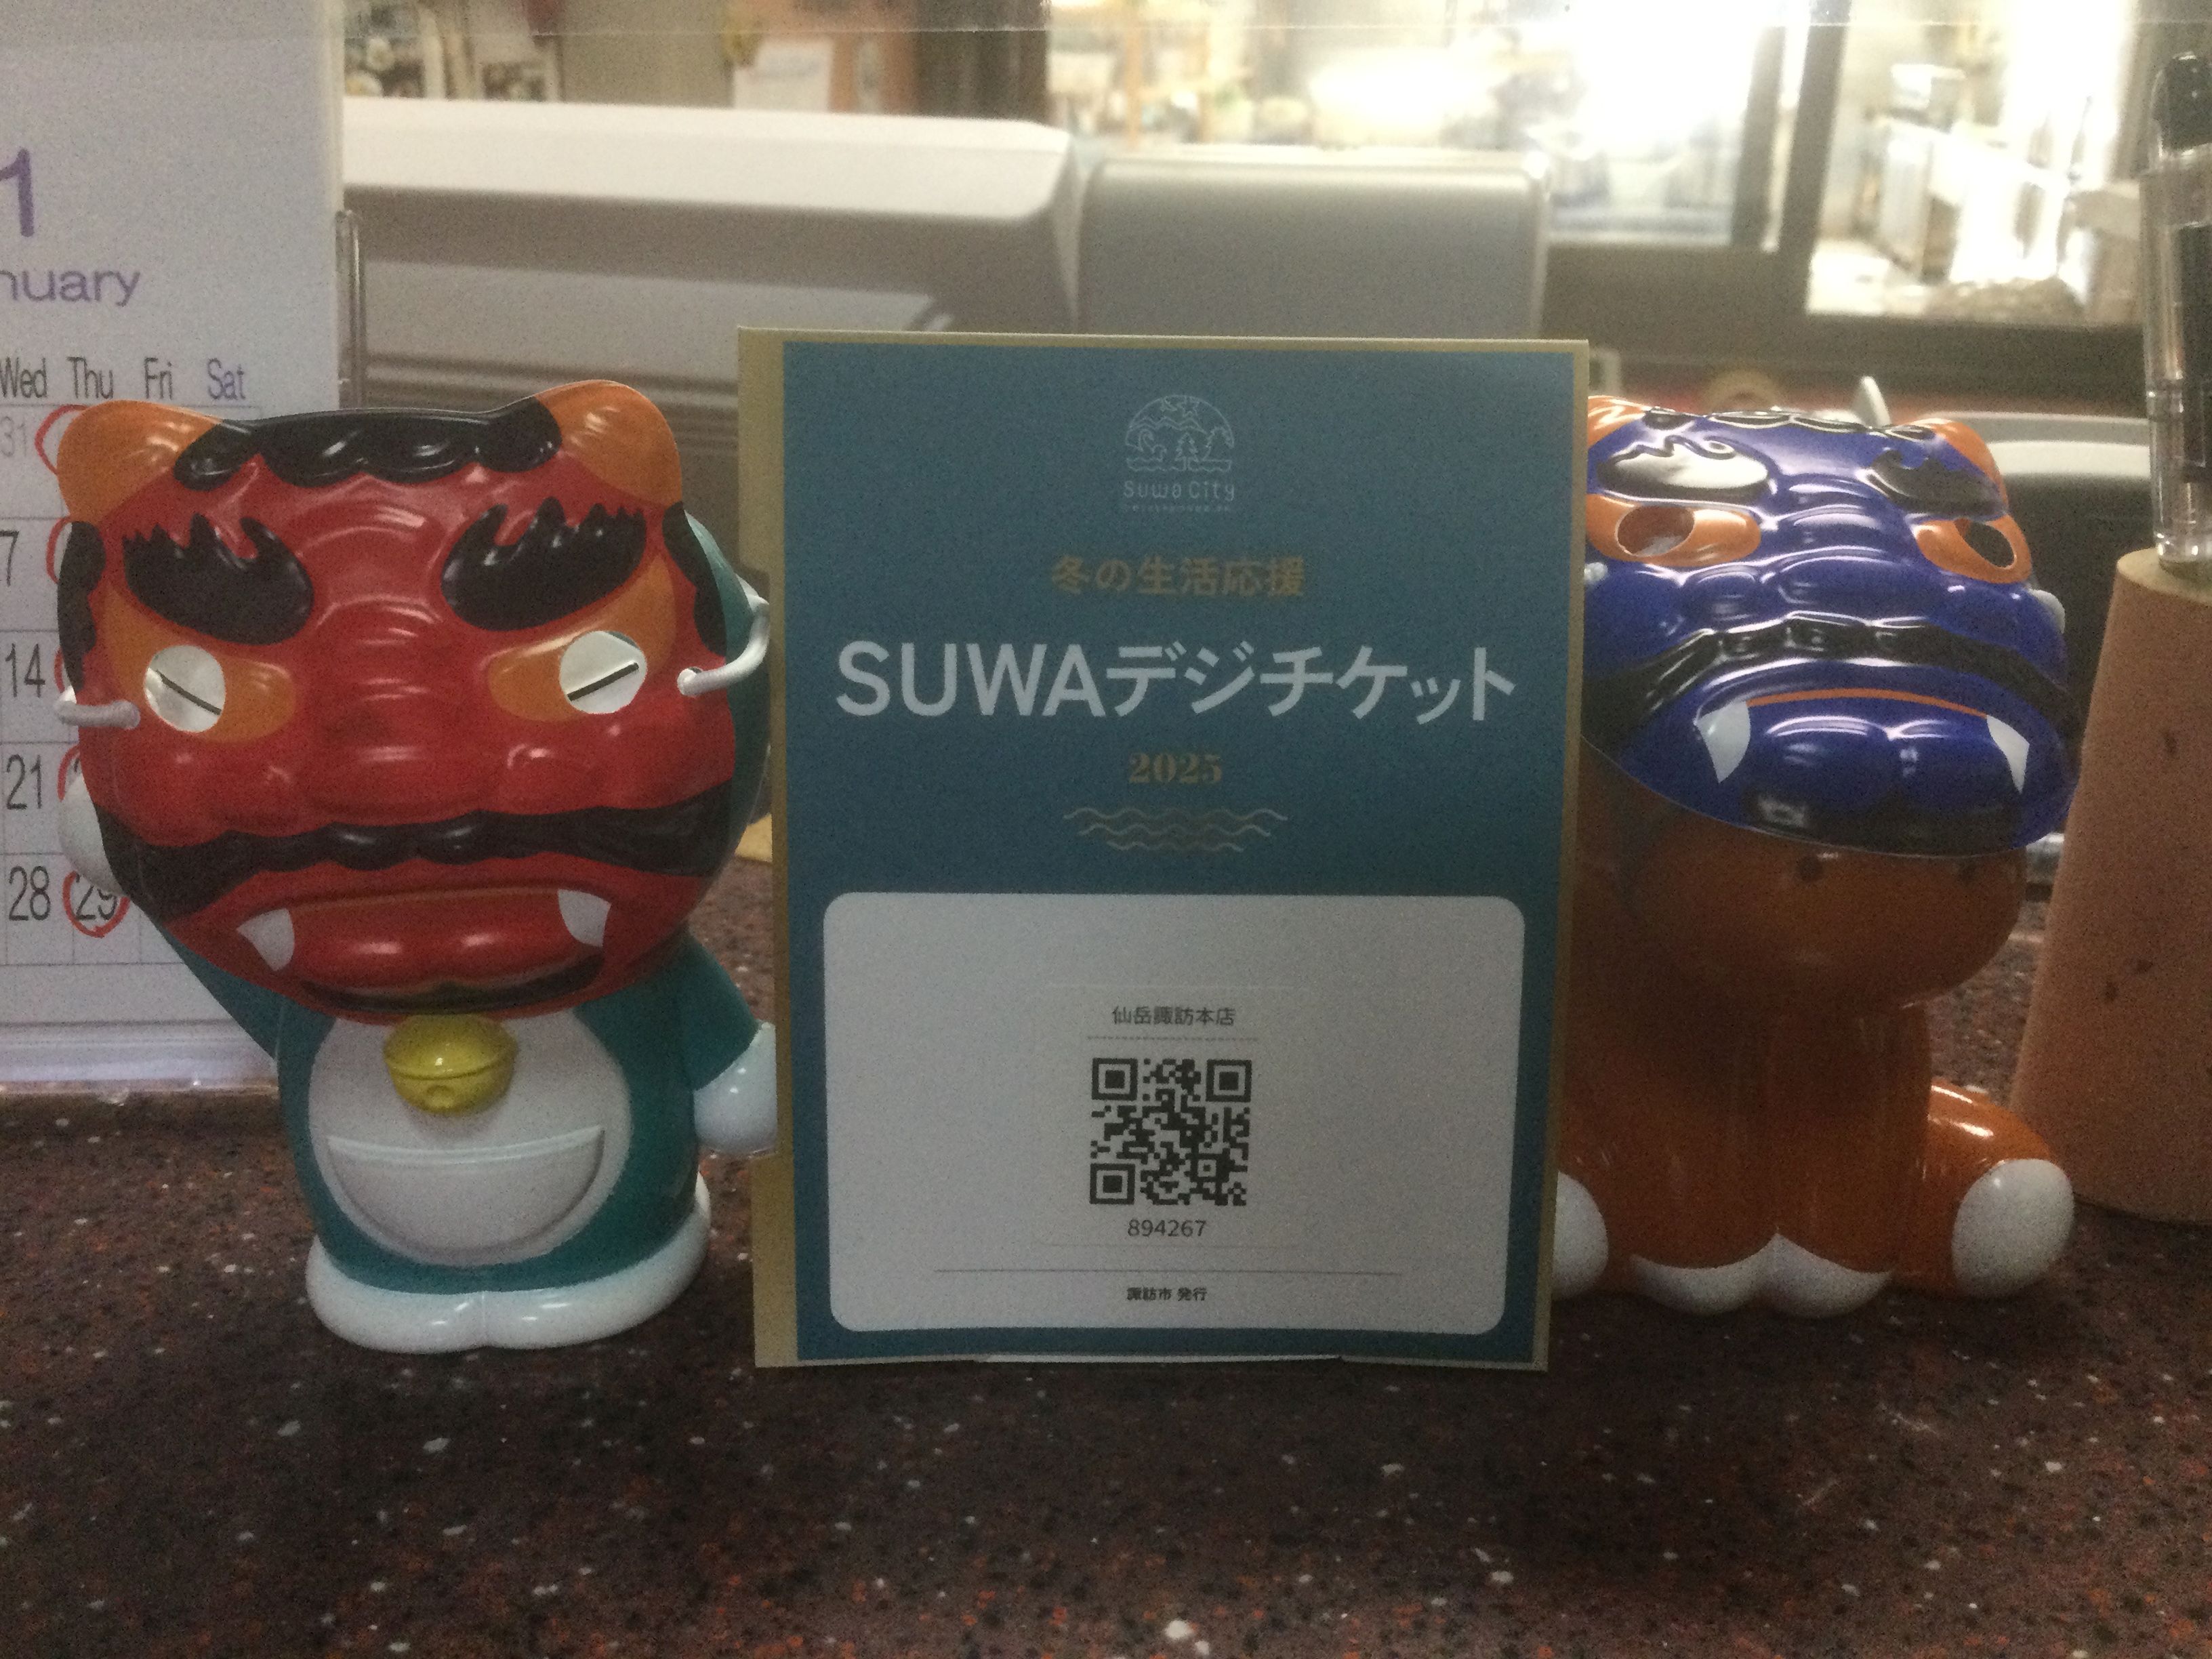 1
nuary
Wed Thu Fri Sat
31
7
14
21
28 29
Suwa City
冬の生活応援
SUWAデジチケット
2025
仙岳諏訪本店
894267
諏訪市 発行